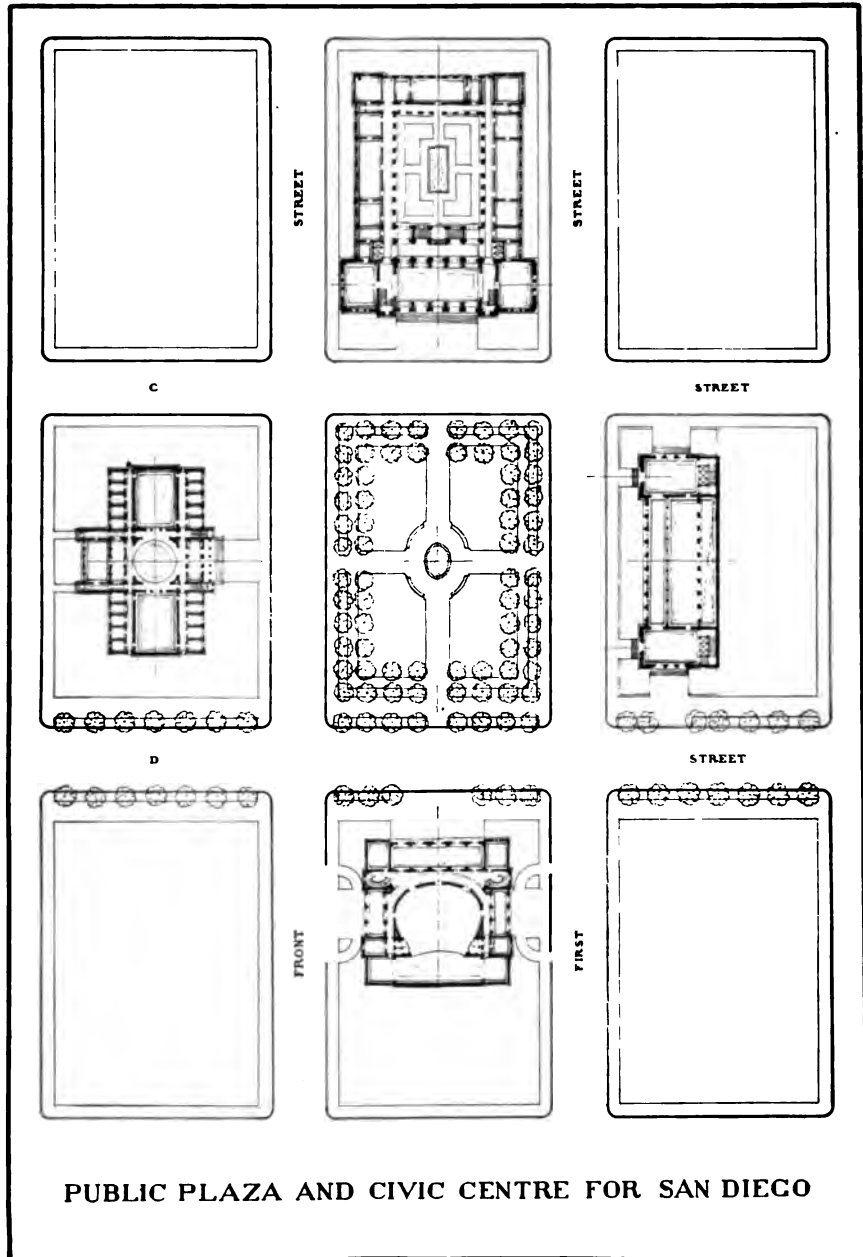 STREET
STREET
C STREET
D STREET
FRONT
FIRST
PUBLIC PLAZA AND CIVIC CENTRE FOR SAN DIEGO